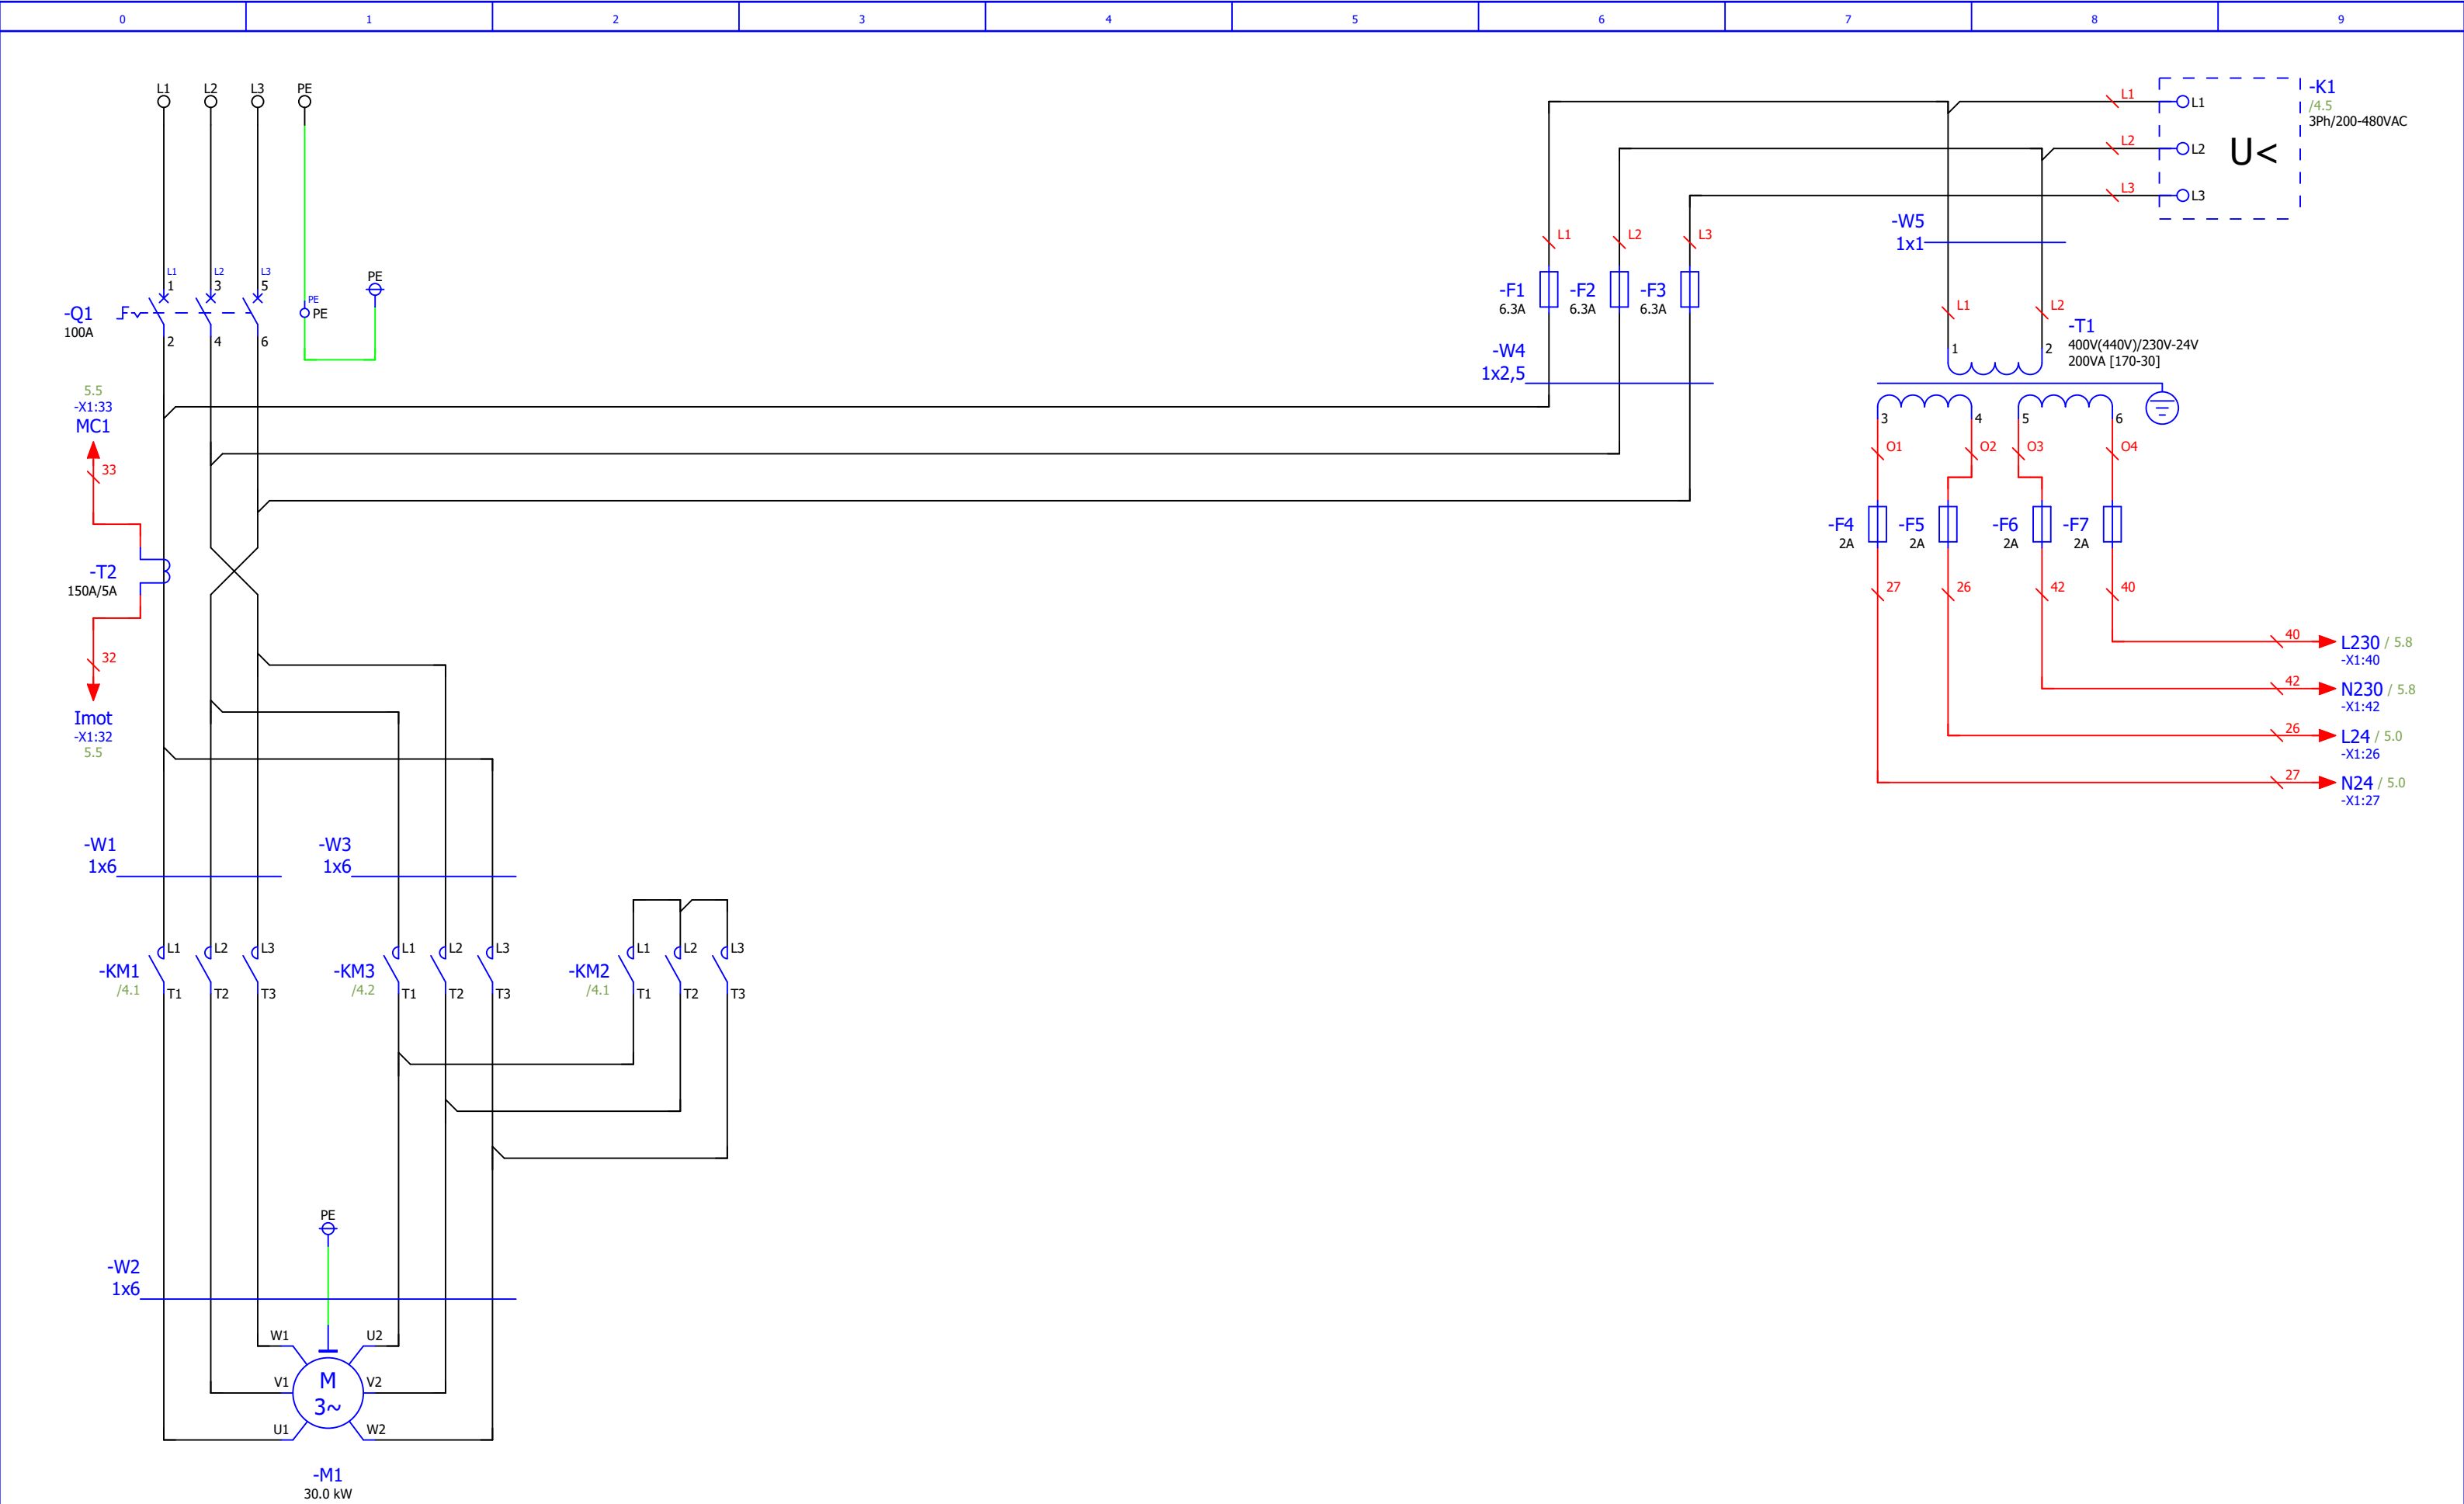 0 1 2 3 4 5 6 7 8 9
L1 L2 L3 PE
L1 L2 L3
1 3 5
-Q1
100A
2 4 6
PE
PE
PE
5.5
-X1:33
MC1
33
-T2
150A/5A
32
Imot
-X1:32
5.5
-W1
1x6
-W3
1x6
L1 L2 L3
-KM1
/4.1
T1 T2 T3
L1 L2 L3
-KM3
/4.2
T1 T2 T3
L1 L2 L3
-KM2
/4.1
T1 T2 T3
PE
-W2
1x6
W1 U2
V1 V2
U1 W2
M
3~
-M1
30.0 kW
L1 L2 L3
-F1
6.3A
-F2
6.3A
-F3
6.3A
-W4
1x2,5
L1
L2
L3
L1
L2
L3
U<
-K1
/4.5
3Ph/200-480VAC
-W5
1x1
L1 L2
1 2
-T1
400V(440V)/230V-24V
200VA [170-30]
3 4 5 6
O1 O2 O3 O4
-F4
2A
-F5
2A
-F6
2A
-F7
2A
27 26 42 40
40
L230 / 5.8
-X1:40
42
N230 / 5.8
-X1:42
26
L24 / 5.0
-X1:26
27
N24 / 5.0
-X1:27